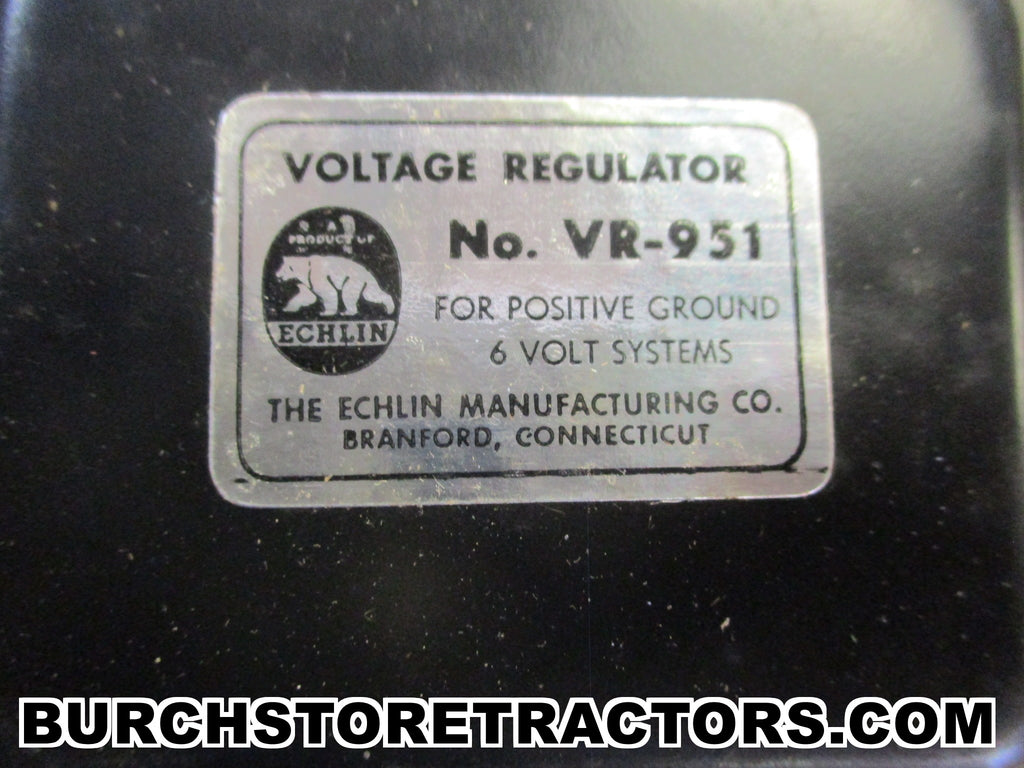 VOLTAGE REGULATOR
No. VR-951
PRODUCT OF
ECHLIN
FOR POSITIVE GROUND
6 VOLT SYSTEMS
THE ECHLIN MANUFACTURING CO.
BRANFORD, CONNECTICUT
BURCHSTORETRACTORS.COM